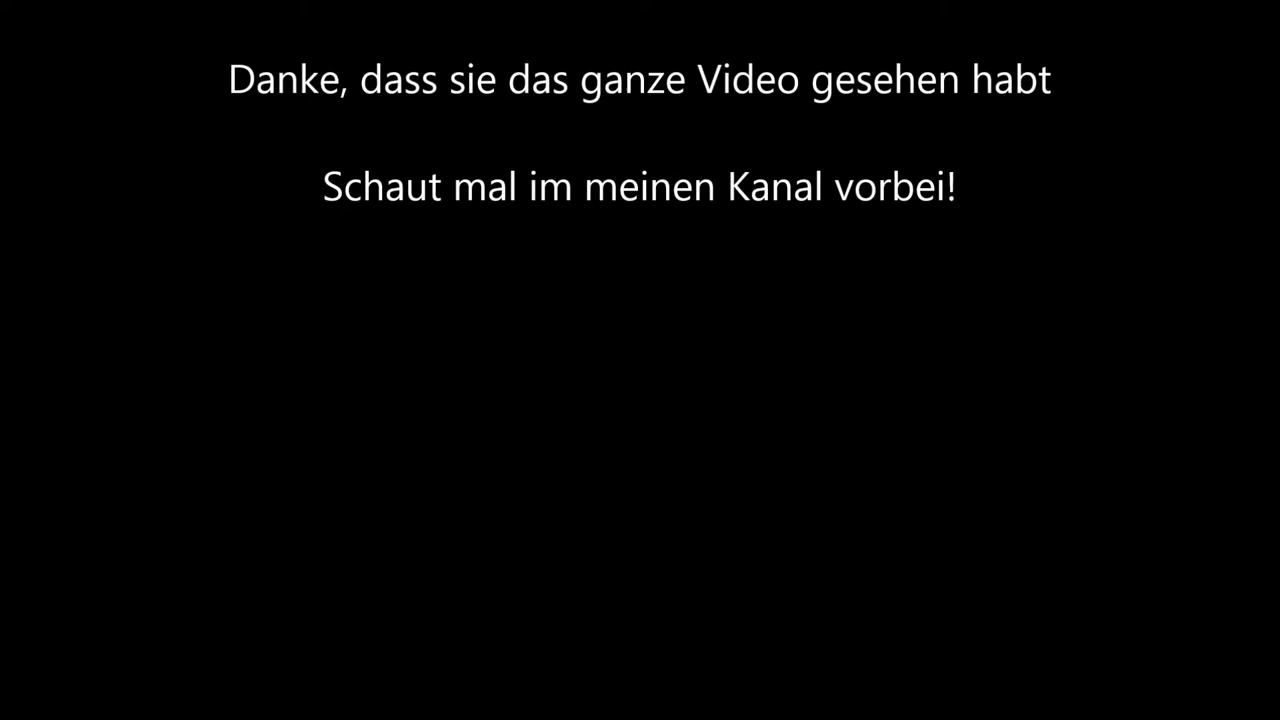 Danke, dass sie das ganze Video gesehen habt
Schaut mal im meinen Kanal vorbei!